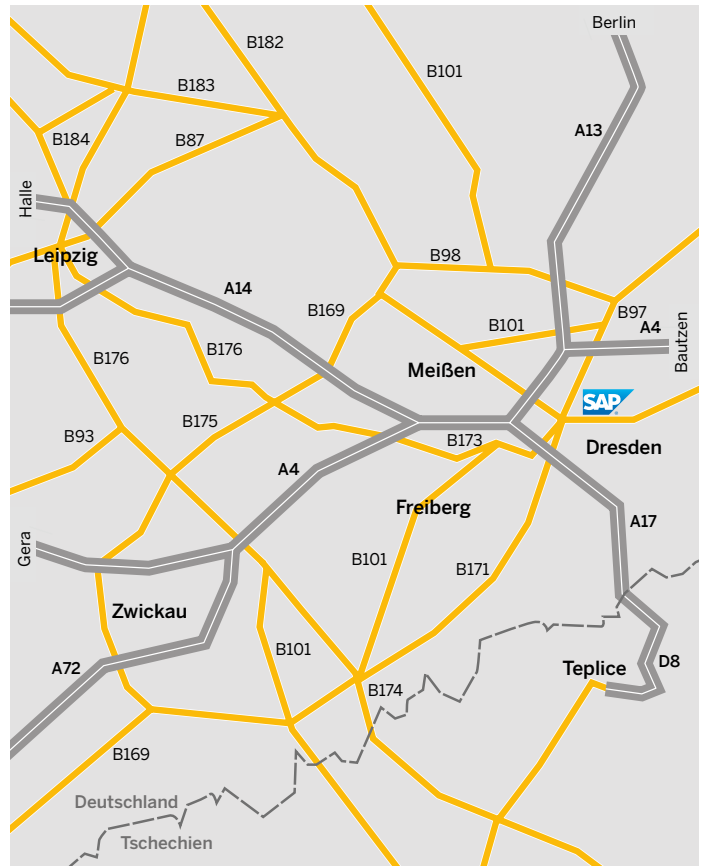 Berlin
B182
B101
B183
A13
B184
B87
Halle
Leipzig
B98
A14
B169
B97
B101
A4
Bautzen
B176
B176
Meißen
SAP
B175
B93
B173
Dresden
A4
Freiberg
A17
Gera
B101
B171
Zwickau
B101
A72
Teplice
D8
B174
B169
Deutschland
Tschechien